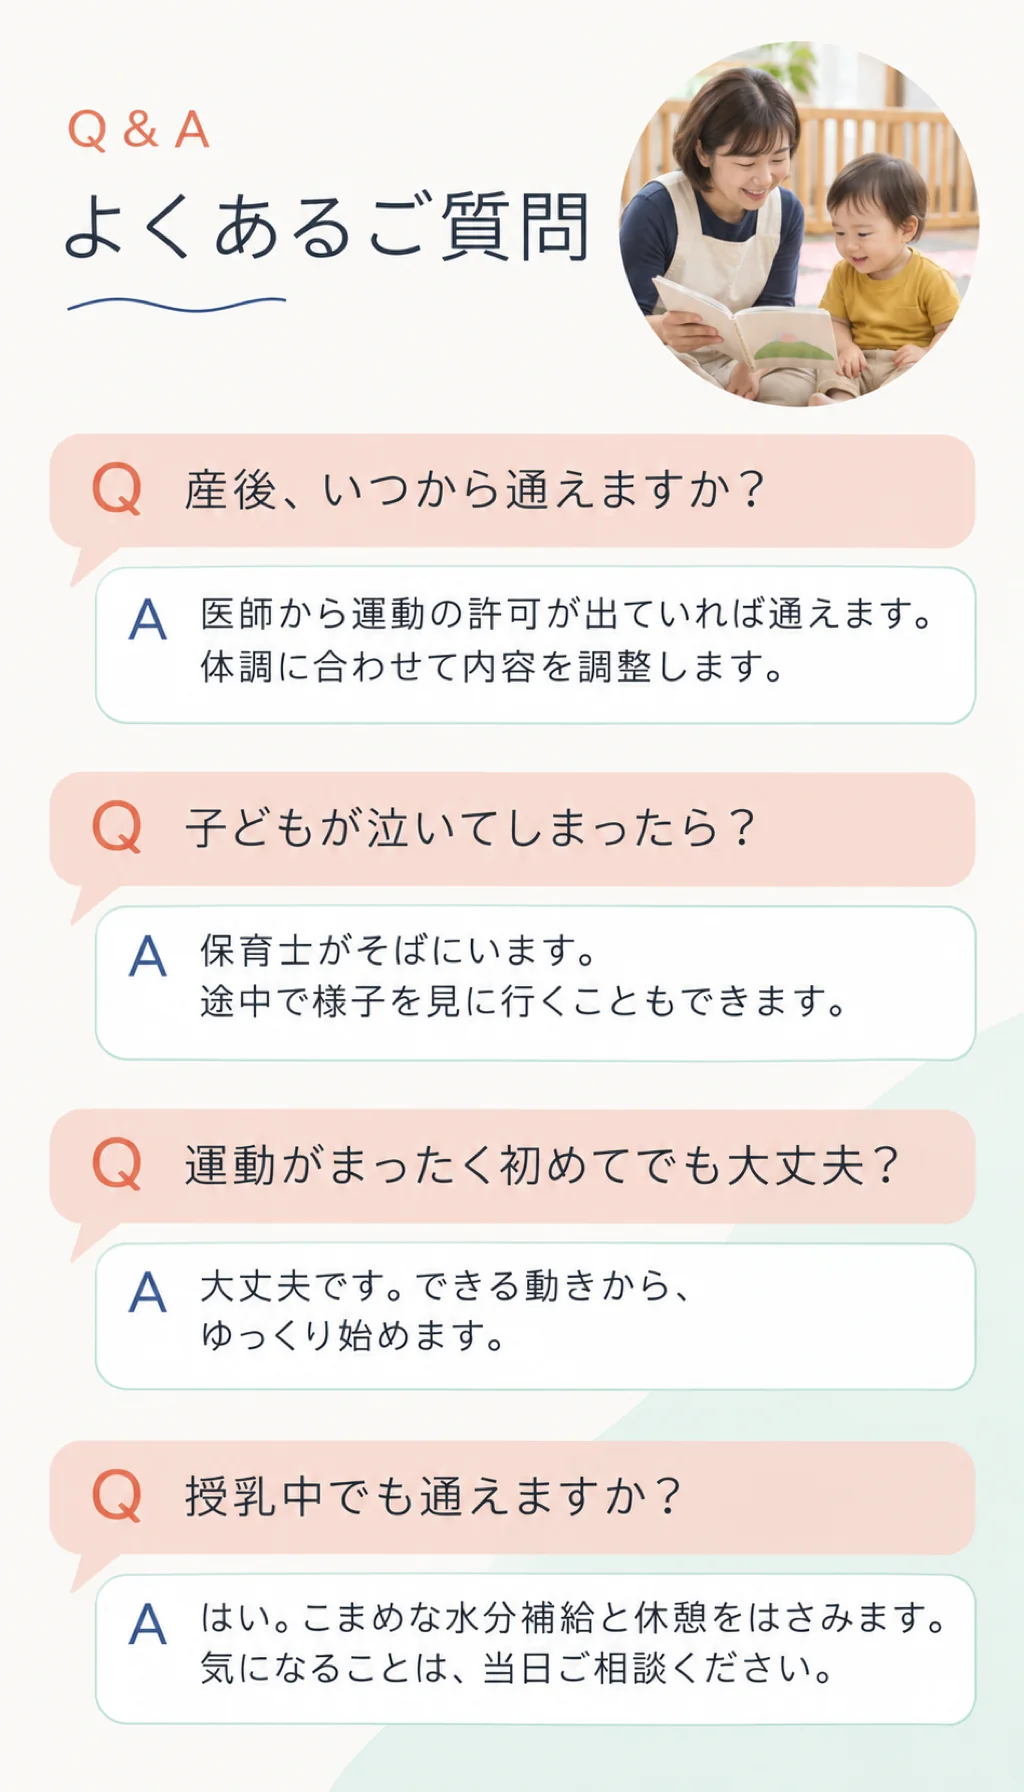 Q & A
よくあるご質問
Q 産後、いつから通えますか？
A 医師から運動の許可が出ていれば通えます。
体調に合わせて内容を調整します。
Q 子どもが泣いてしまったら？
A 保育士がそばにいます。
途中で様子を見に行くこともできます。
Q 運動がまったく初めてでも大丈夫？
A 大丈夫です。できる動きから、
ゆっくり始めます。
Q 授乳中でも通えますか？
A はい。こまめな水分補給と休憩をはさみます。
気になることは、当日ご相談ください。